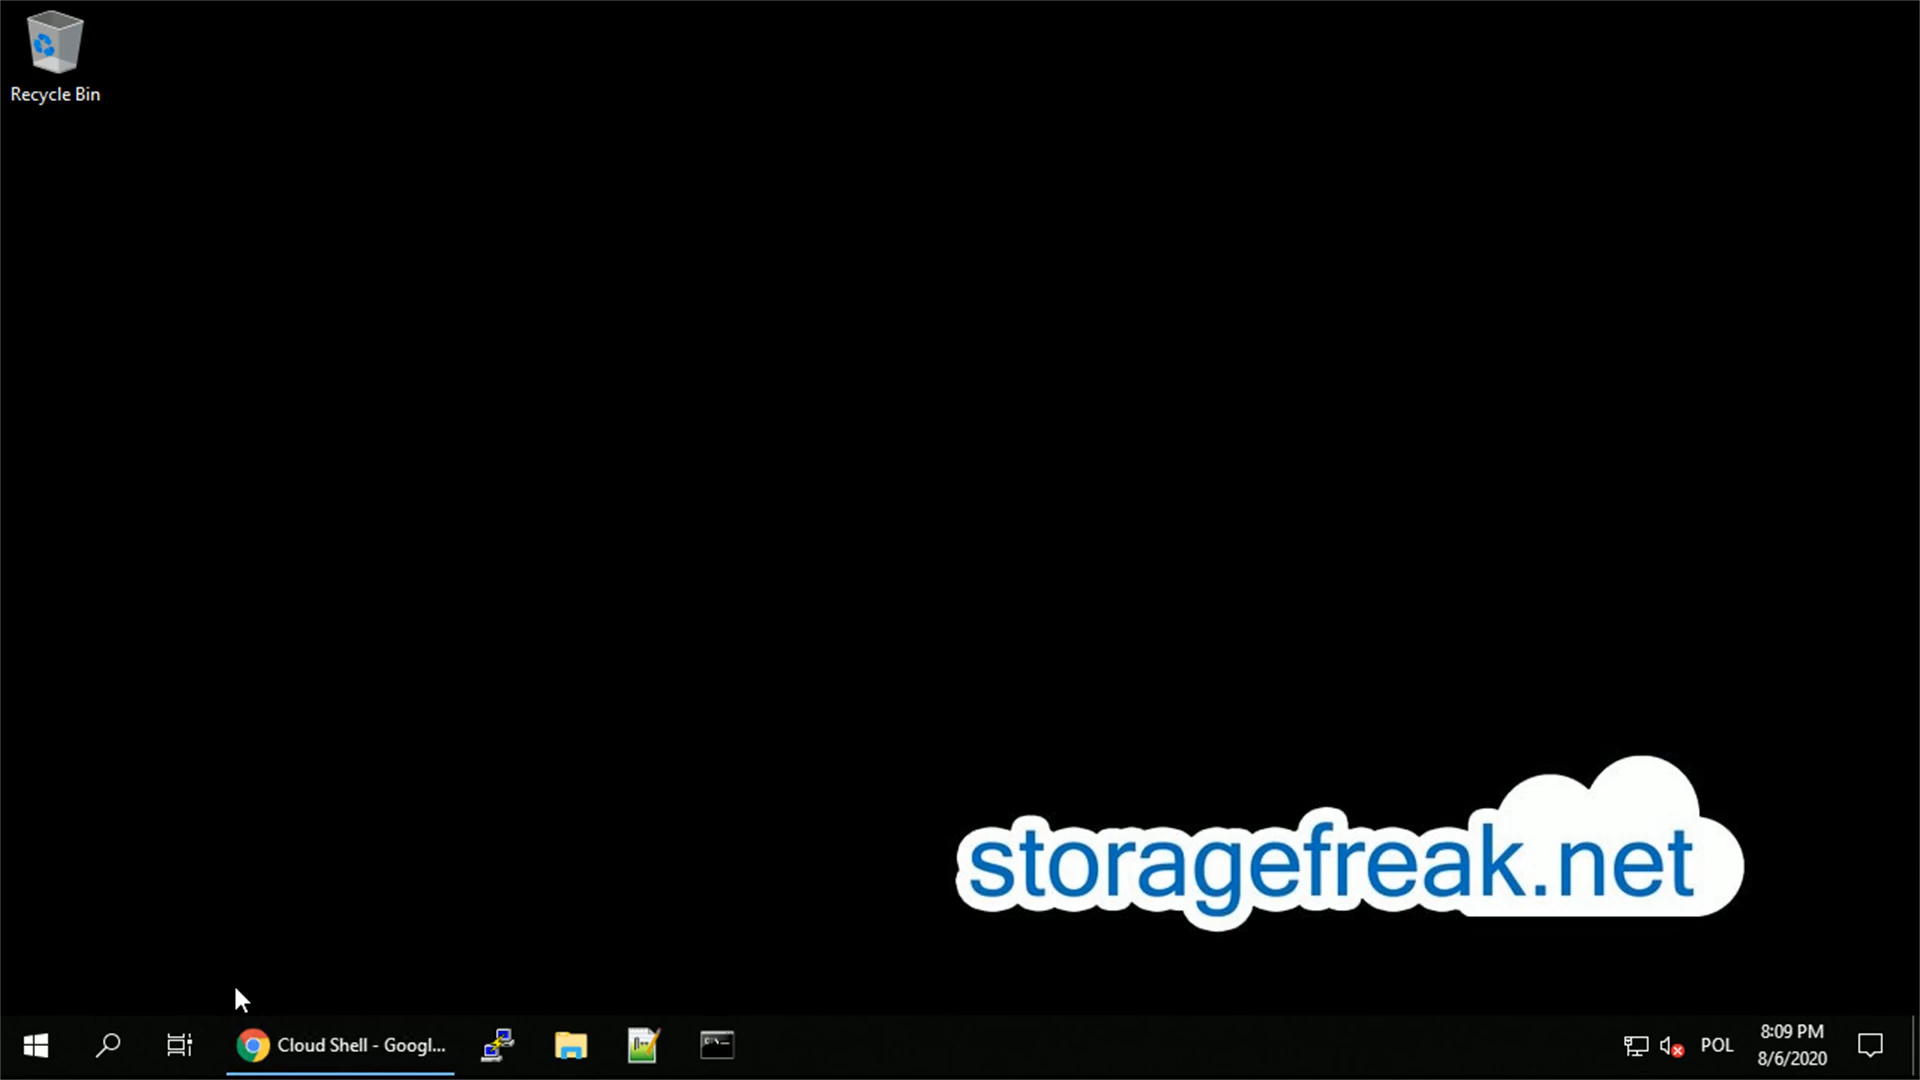 Recycle Bin
storagefreak.net
Cloud Shell - Googl...
POL
8:09 PM
8/6/2020